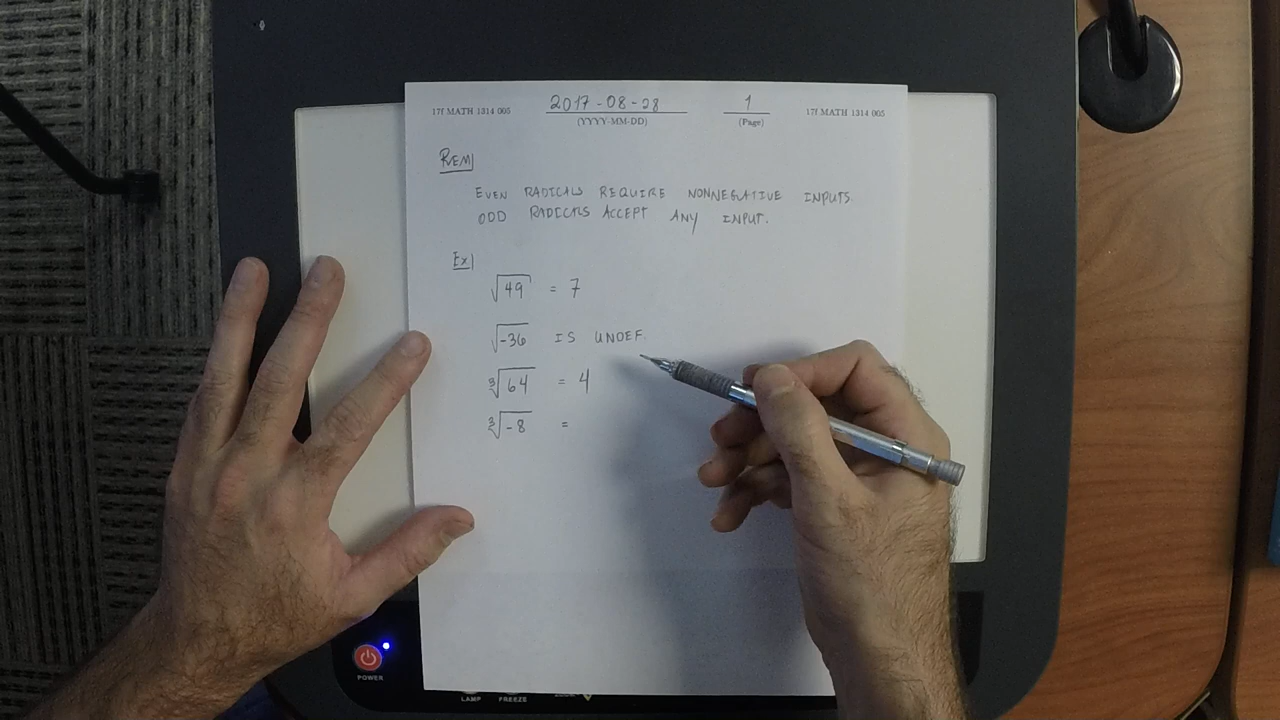 17f MATH 1314 005 2017-08-28 1 17f MATH 1314 005
(YYYY-MM-DD) (Page)
REM
EVEN RADICALS REQUIRE NONNEGATIVE INPUTS.
ODD RADICALS ACCEPT ANY INPUT.
Ex
√49 = 7
√-36 IS UNDEF.
∛64 = 4
∛-8 =
POWER
LAMP FREEZE